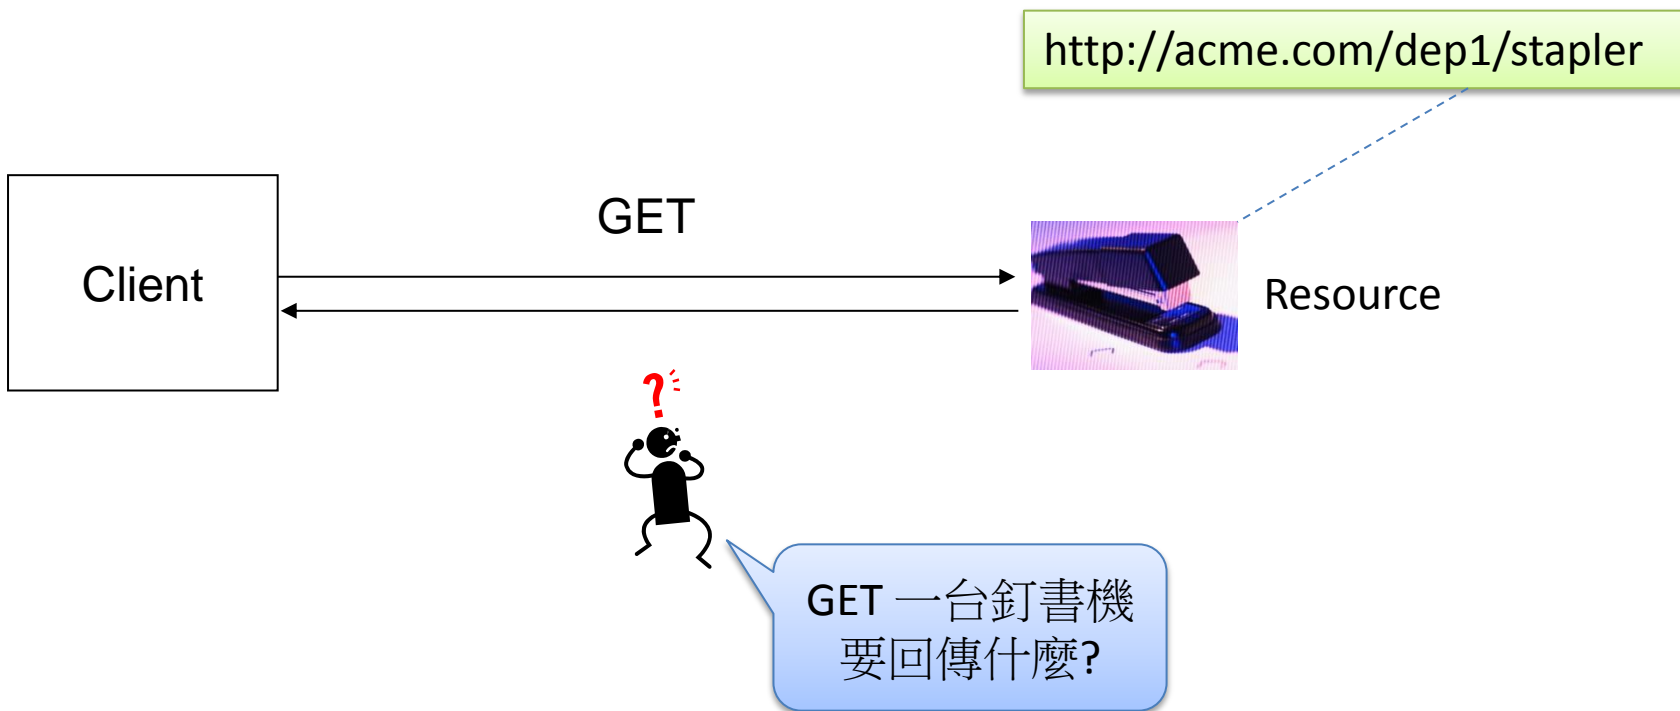 http://acme.com/dep1/stapler
GET
Client
Resource
?
GET 一台釘書機
要回傳什麼?